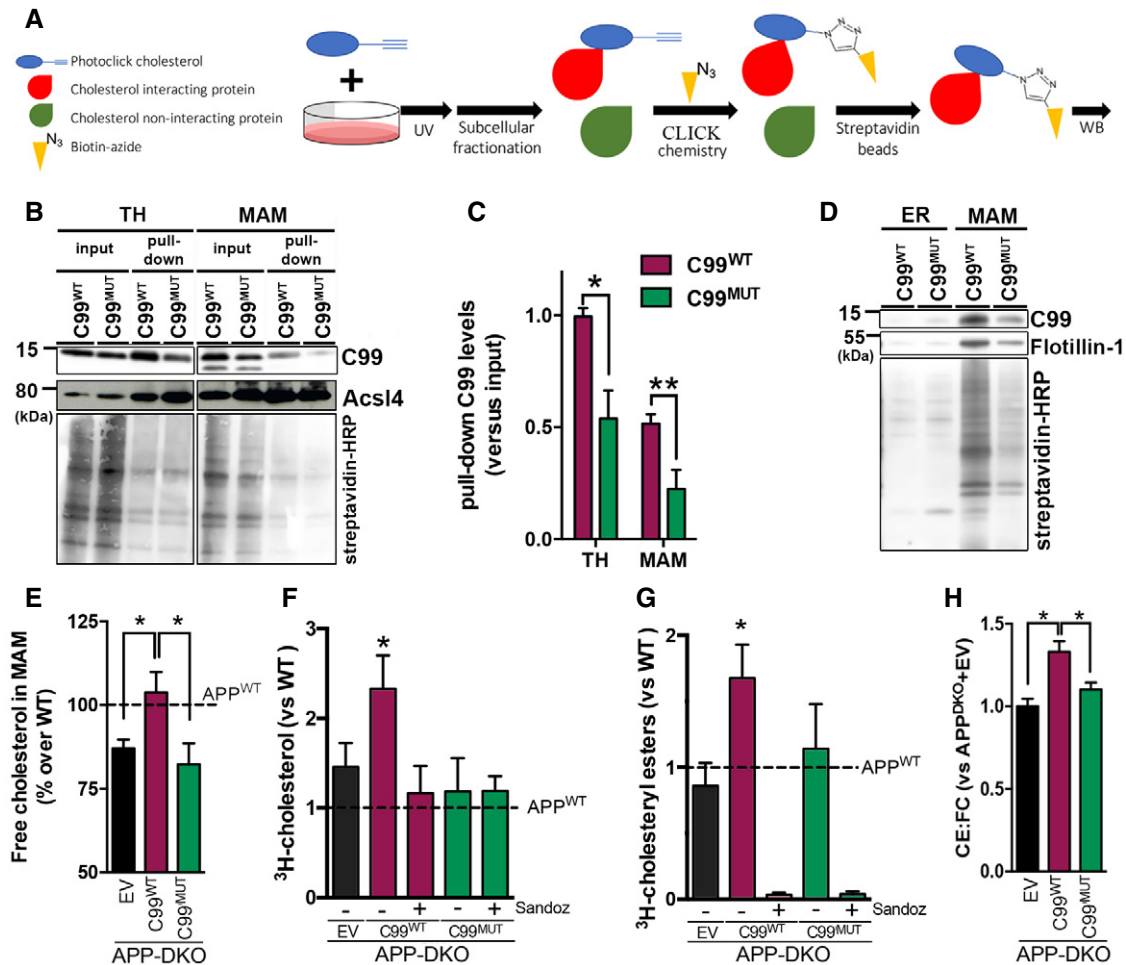 A
Photoclick cholesterol
Cholesterol interacting protein
Cholesterol non-interacting protein
N3
Biotin-azide
+
UV
Subcellular
fractionation
N3
CLICK
chemistry
N
N
N
Streptavidin
beads
N
N
N
WB
B
TH
MAM
input
pull-
down
input
pull-
down
C99WT
C99MUT
C99WT
C99MUT
C99WT
C99MUT
C99WT
C99MUT
15
C99
80
Acsl4
(kDa)
streptavidin-HRP
C
pull-down C99 levels
(versus input)
1.0
0.5
0.0
*
**
TH
MAM
C99WT
C99MUT
D
ER
MAM
C99WT
C99MUT
C99WT
C99MUT
15
C99
55
(kDa)
Flotillin-1
streptavidin-HRP
E
Free cholesterol in MAM
(% over WT)
125
100
75
50
*
*
APPWT
EV
C99WT
C99MUT
APP-DKO
F
3H-cholesterol (vs WT )
3
2
1
0
*
APPWT
- - + - + Sandoz
EV C99WT C99MUT
APP-DKO
G
3H-cholesteryl esters (vs WT )
2
1
0
*
APPWT
- - + - + Sandoz
EV C99WT C99MUT
APP-DKO
H
CE:FC (vs APPDKO+EV)
1.5
1.0
0.5
0.0
*
*
EV
C99WT
C99MUT
APP-DKO